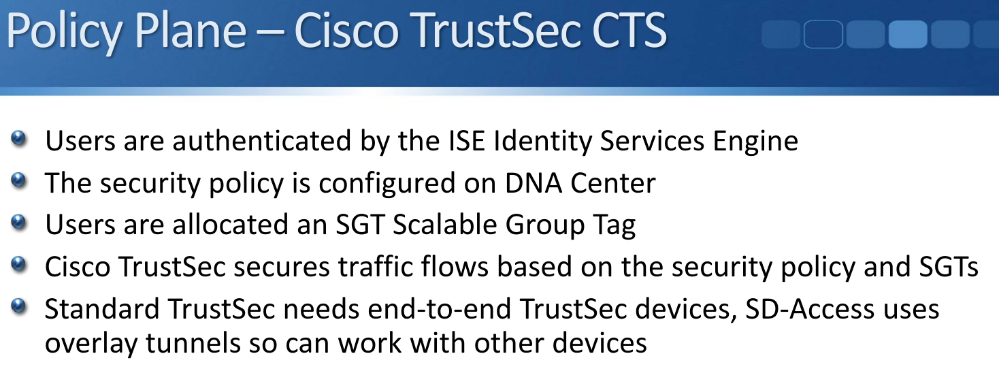 Policy Plane – Cisco TrustSec CTS
Users are authenticated by the ISE Identity Services Engine
The security policy is configured on DNA Center
Users are allocated an SGT Scalable Group Tag
Cisco TrustSec secures traffic flows based on the security policy and SGTs
Standard TrustSec needs end-to-end TrustSec devices, SD-Access uses
overlay tunnels so can work with other devices